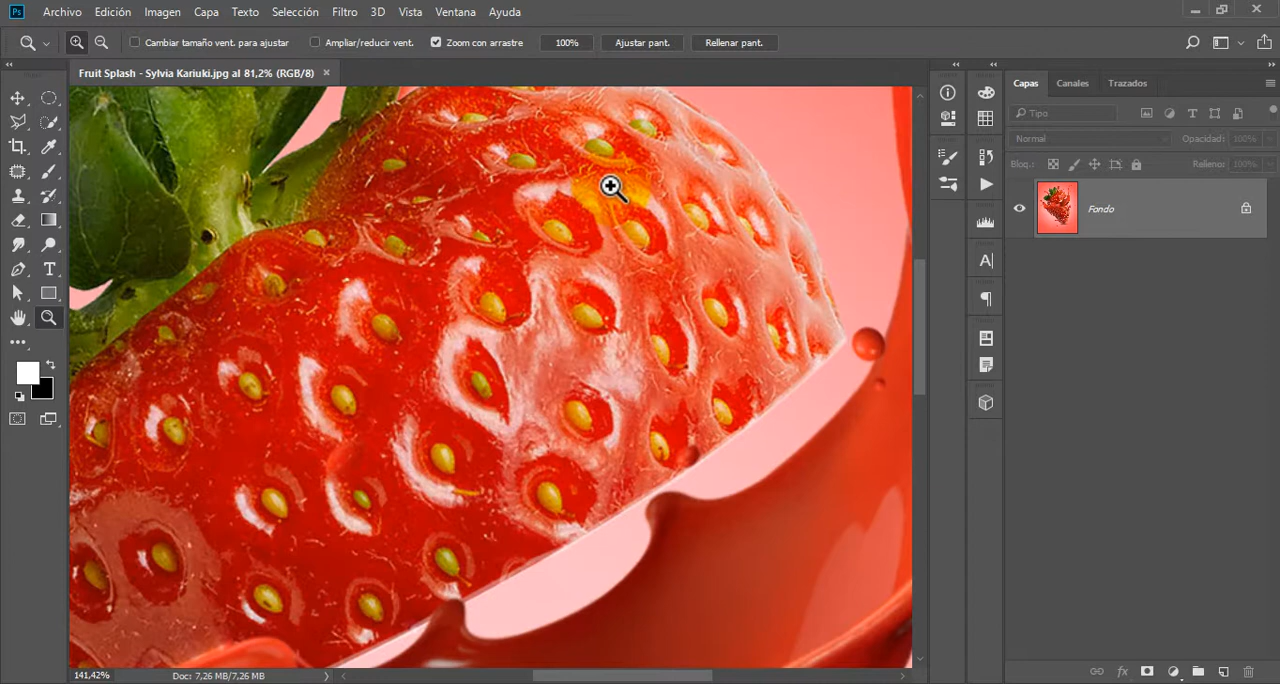 Ps Archivo Edición Imagen Capa Texto Selección Filtro 3D Vista Ventana Ayuda
Cambiar tamaño vent. para ajustar Ampliar/reducir vent. Zoom con arrastre 100% Ajustar pant. Rellenar pant.
Fruit Splash - Sylvia Kariuki.jpg al 81,2% (RGB/8) ×
Capas Canales Trazados
Tipo
Normal Opacidad: 100%
Bloq.: Relleno: 100%
Fondo
141,42% Doc: 7,26 MB/7,26 MB